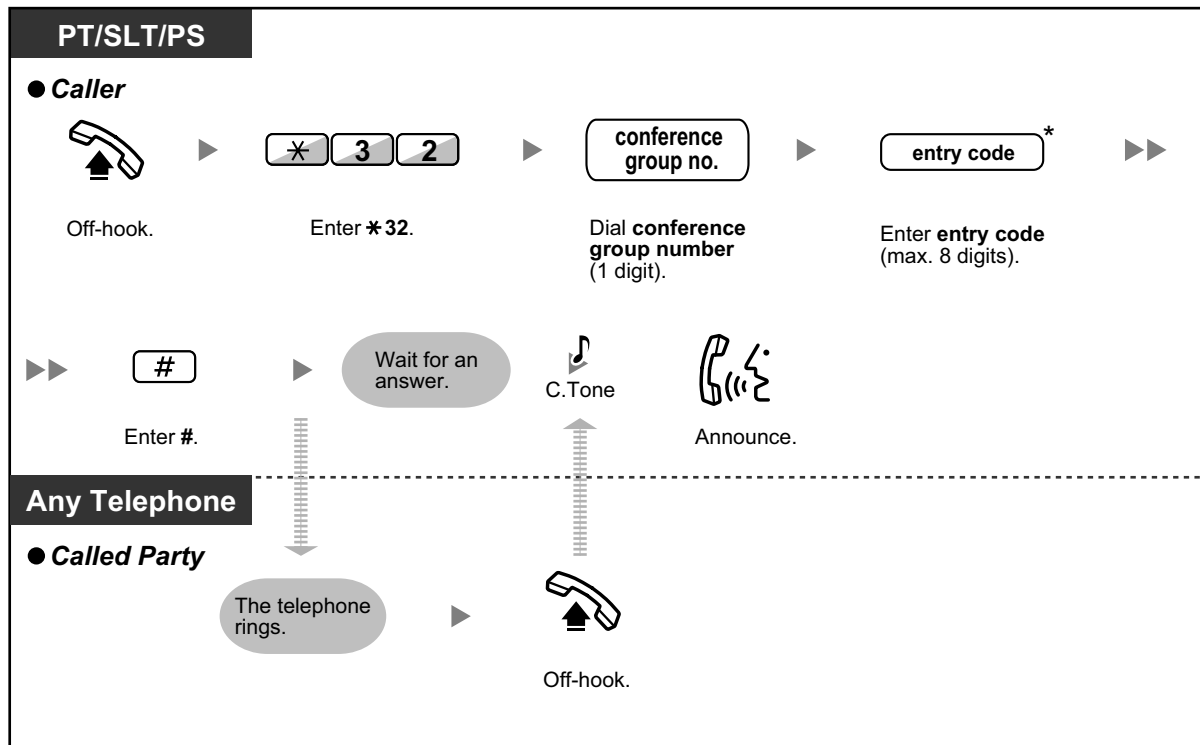 PT/SLT/PS
● Caller
✳ 3 2
conference
group no.
entry code*
Off-hook.
Enter ✳32.
Dial conference
group number
(1 digit).
Enter entry code
(max. 8 digits).
#
Wait for an
answer.
C.Tone
Enter #.
Announce.
Any Telephone
● Called Party
The telephone
rings.
Off-hook.